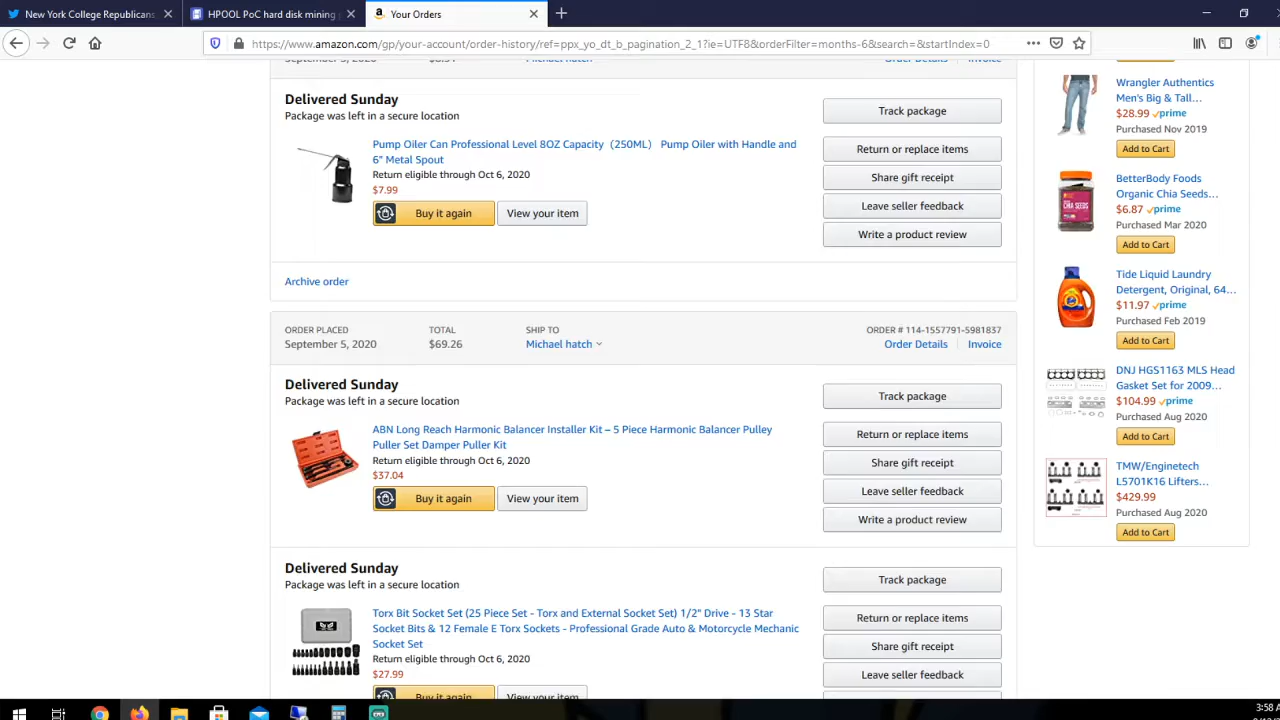 New York College Republicans
HPOOL PoC hard disk mining
Your Orders
https://www.amazon.com/gp/your-account/order-history/ref=ppx_yo_dt_b_pagination_2_1?ie=UTF8&orderFilter=months-6&search=&startIndex=0
September 5, 2020
Michael hatch
Order Details
Invoice
Delivered Sunday
Package was left in a secure location
Track package
Pump Oiler Can Professional Level 8OZ Capacity（250ML） Pump Oiler with Handle and
6" Metal Spout
Return eligible through Oct 6, 2020
$7.99
Buy it again
View your item
Return or replace items
Share gift receipt
Leave seller feedback
Write a product review
Archive order
ORDER PLACED
September 5, 2020
TOTAL
$69.26
SHIP TO
Michael hatch
ORDER # 114-1557791-5981837
Order Details
Invoice
Delivered Sunday
Package was left in a secure location
Track package
ABN Long Reach Harmonic Balancer Installer Kit – 5 Piece Harmonic Balancer Pulley
Puller Set Damper Puller Kit
Return eligible through Oct 6, 2020
$37.04
Buy it again
View your item
Return or replace items
Share gift receipt
Leave seller feedback
Write a product review
Delivered Sunday
Package was left in a secure location
Track package
Torx Bit Socket Set (25 Piece Set - Torx and External Socket Set) 1/2" Drive - 13 Star
Socket Bits & 12 Female E Torx Sockets - Professional Grade Auto & Motorcycle Mechanic
Socket Set
Return eligible through Oct 6, 2020
$27.99
Buy it again
View your item
Return or replace items
Share gift receipt
Leave seller feedback
Wrangler Authentics
Men's Big & Tall…
$28.99 prime
Purchased Nov 2019
Add to Cart
BetterBody Foods
Organic Chia Seeds…
$6.87 prime
Purchased Mar 2020
Add to Cart
Tide Liquid Laundry
Detergent, Original, 64…
$11.97 prime
Purchased Feb 2019
Add to Cart
DNJ HGS1163 MLS Head
Gasket Set for 2009…
$104.99 prime
Purchased Aug 2020
Add to Cart
TMW/Enginetech
L5701K16 Lifters…
$429.99
Purchased Aug 2020
Add to Cart
3:58